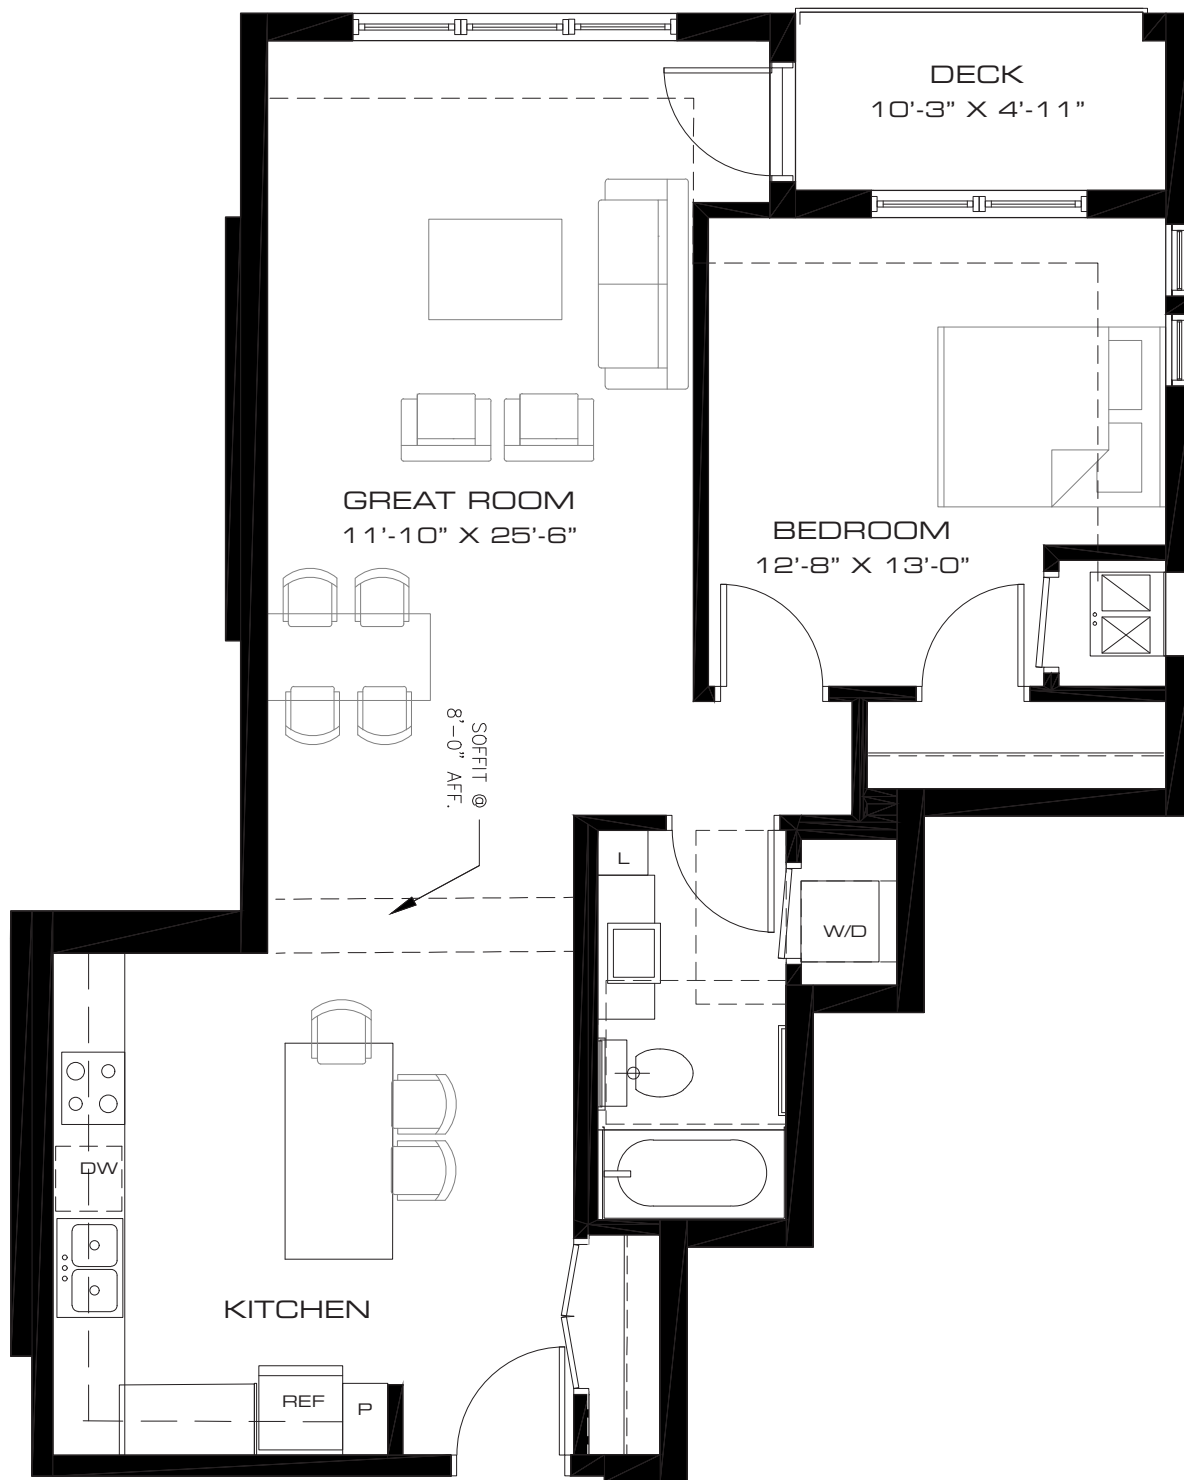 DECK
10'-3” X 4'-11”
GREAT ROOM
11'-10” X 25'-6”
BEDROOM
12'-8” X 13'-0”
SOFFIT @
8'-0" AFF.
L
W/D
DW
KITCHEN
REF
P